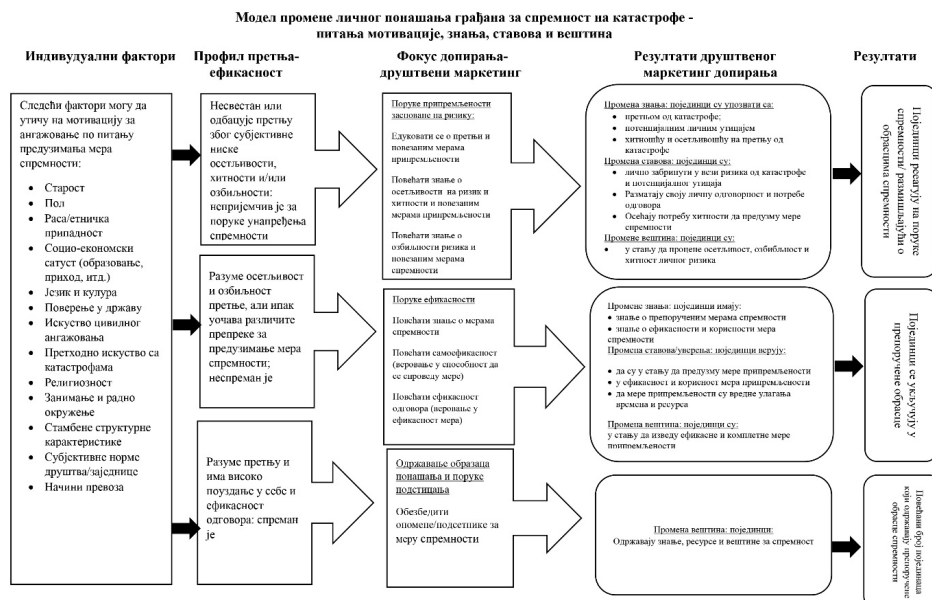 Модел промене личног понашања грађана за спремност на катастрофе -
питања мотивације, знања, ставова и вештина
Индивидуални фактори
Профил претња-
ефикасност
Фокус допирања-
друштвени маркетинг
Резултати друштвеног
маркетинг допирања
Резултати
Следећи фактори могу да
утичу на мотивацију за
ангажовање по питању
предузимања мера
спремности:
• Старост
• Пол
• Раса/етничка
припадност
• Социо-економски
сатуст (образовање,
приход, итд.)
• Језик и кулура
• Поверење у државу
• Искуство цивилног
ангажовања
• Претходно искуство са
катастрофама
• Религиозност
• Занимање и радно
окружење
• Стамбене структурне
карактеристике
• Субјективне норме
друштва/заједнице
• Начини превоза
Несвестан или
одбацује претњу
због субјективне
ниске
осетљивости,
хитности и/или
озбиљности:
непријемчив је за
поруке унапређења
спремности
Поруке припремљености
засповане на ризику:
Едуковати се о претњи и
повезаним мерама
припремљености
Повећати знање о
осетљивости на ризик и
хитности и повезаним
мерама припремљености
Повећати знање о
озбиљности ризика и
повезаним мерама
спремности
Промена знања: појединци су упознати са:
• претњом од катастрофе;
• потенцијалним личним утицајем
• хитношћу и осетљивошћу на претњу од
катастрофе
Промена ставова: појединци су:
• лично забринути у вези ризика од катастрофе
и потенцијалног утицаја
• Разматају своју личну одговорност и потребе
одговора
• Осећају потребу хитности да предузму мере
спремности
Промене вештина: појединци су:
• у стању да процене осетљивост, озбиљност и
хитност личног ризика
Појединци реагују на поруке
спремности/ размишљајући о
обрасцима спремности
Разуме осетљивост
и озбиљност
претње, али ипак
уочава различите
препреке за
предузимање мера
спремности;
неспреман је
Поруке ефикасности
Повећати знање о мерама
спремности
Повећати самоефикасност
(веровање у способност да
се спроведу мере)
Повећати ефикасност
одговора (веровање у
ефикасност мера)
Промене знања: појединци имају:
• знање о препорученим мерама спремности
• знање о ефикасности и корисности мера
спремности
Промена ставова/уверења: појединци верују:
• да су у стању да предузму мере припремљености
• у ефикасност и корисност мера припремљености
• да мере припремљености су вредне улагања
времена и ресурса
Промена вештина: појединци су:
у стању да изведу ефикасне и комплетне мере
припремљености
Појединци се укључују у
препоручене обрасце
Разуме претњу и
има високо
поуздање у себе и
ефикасност
одговора: спреман
је
Одржавање образаца
понашања и поруке
подстицања
Обезбедити
опомене/подсетнике за
меру спремности
Промена вештина: појединци:
Одржавају знање, ресурсе и вештине за спремност
Повећани број појединаца
који одржавају препоручене
обрасце спремности